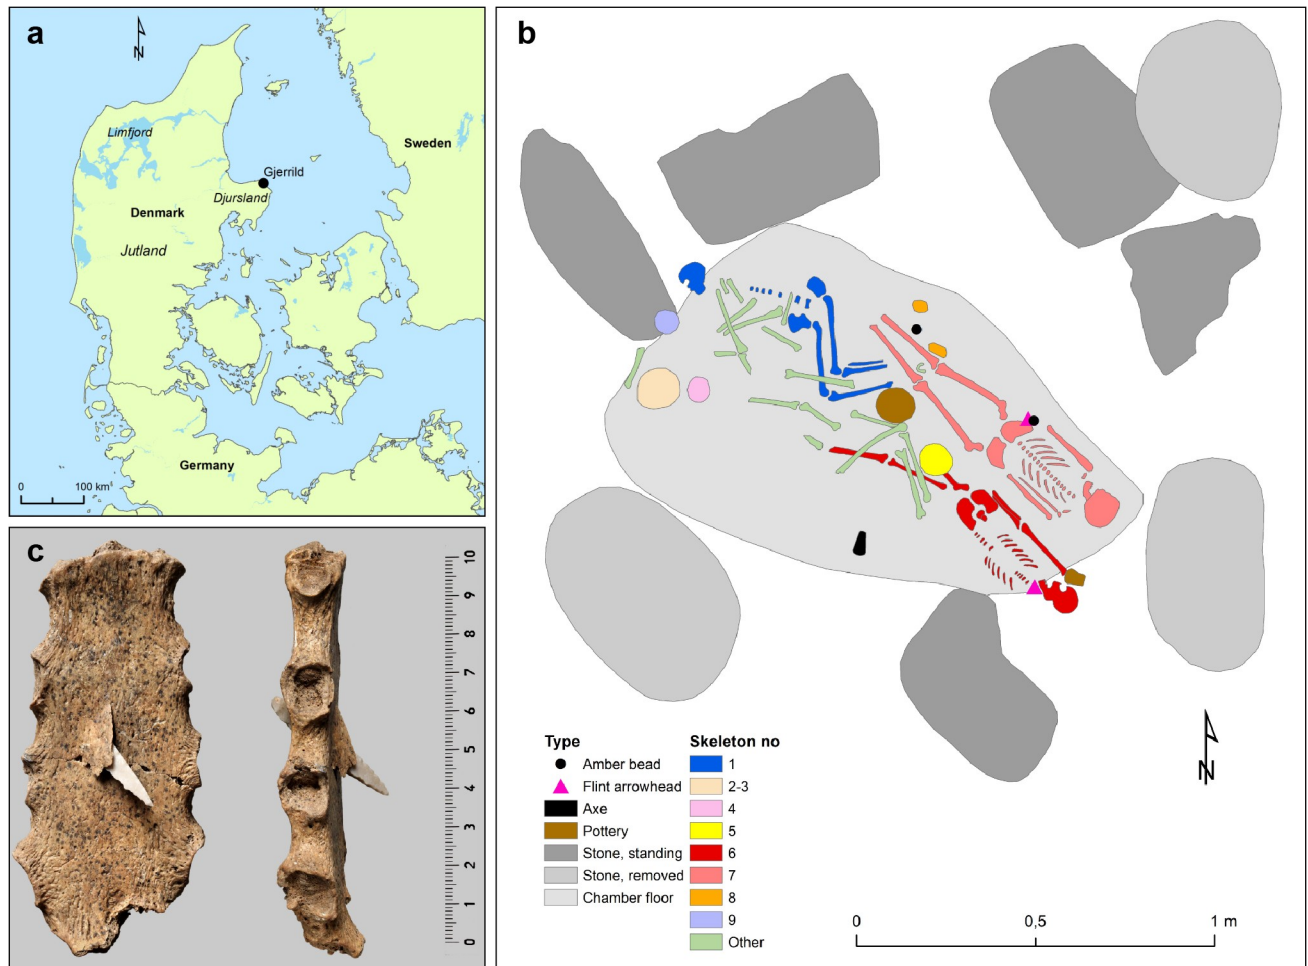 a
N
Limfjord
Sweden
Gjerrild
Djursland
Denmark
Jutland
Germany
0 100 km
b
Type
Amber bead
Flint arrowhead
Axe
Pottery
Stone, standing
Stone, removed
Chamber floor
Skeleton no
1
2-3
4
5
6
7
8
9
Other
N
0 0,5 1 m
c
10
9
8
7
6
5
4
3
2
1
0